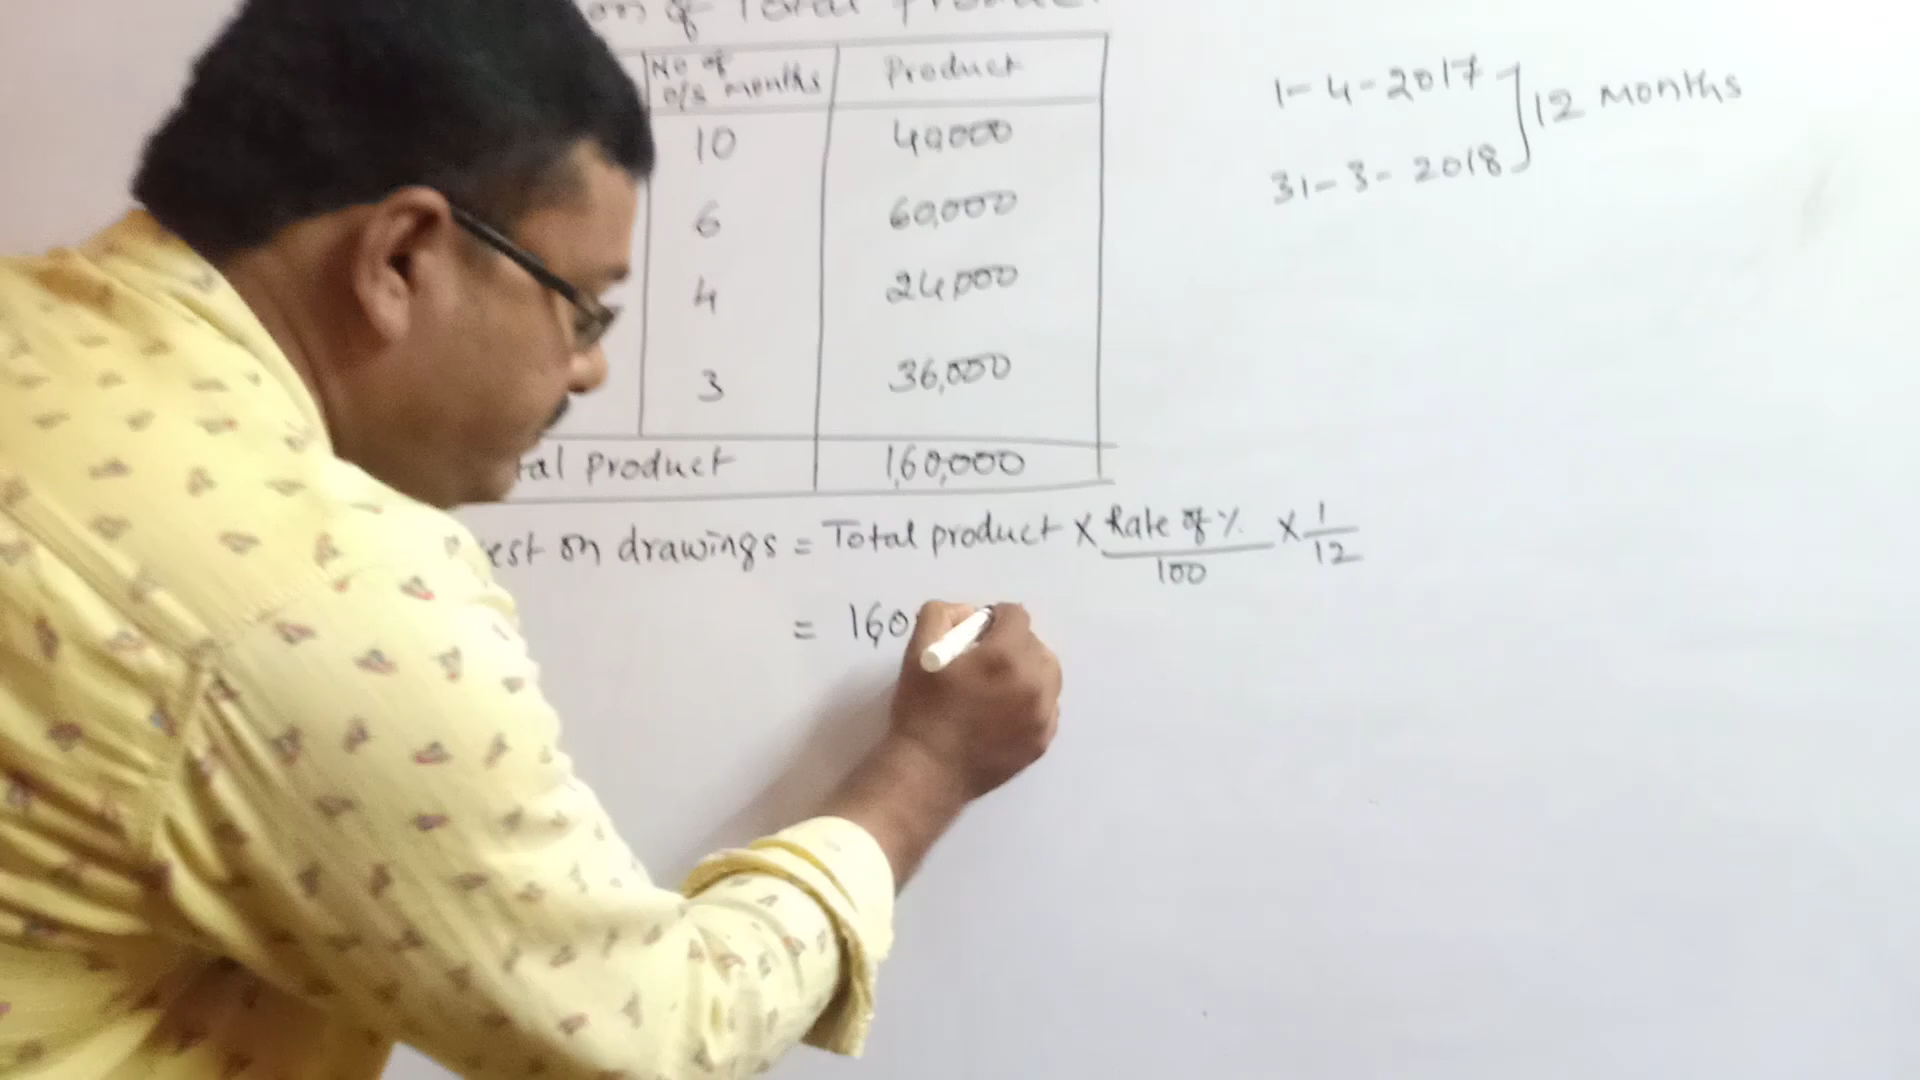 of Total Product
No of
o/s months
Product
10
40000
6
60,000
4
24,000
3
36,000
tal product
1,60,000
est on drawings = Total product X Rate of % X 1
100
12
= 1,60
1-4-2017
12 Months
31-3-2018